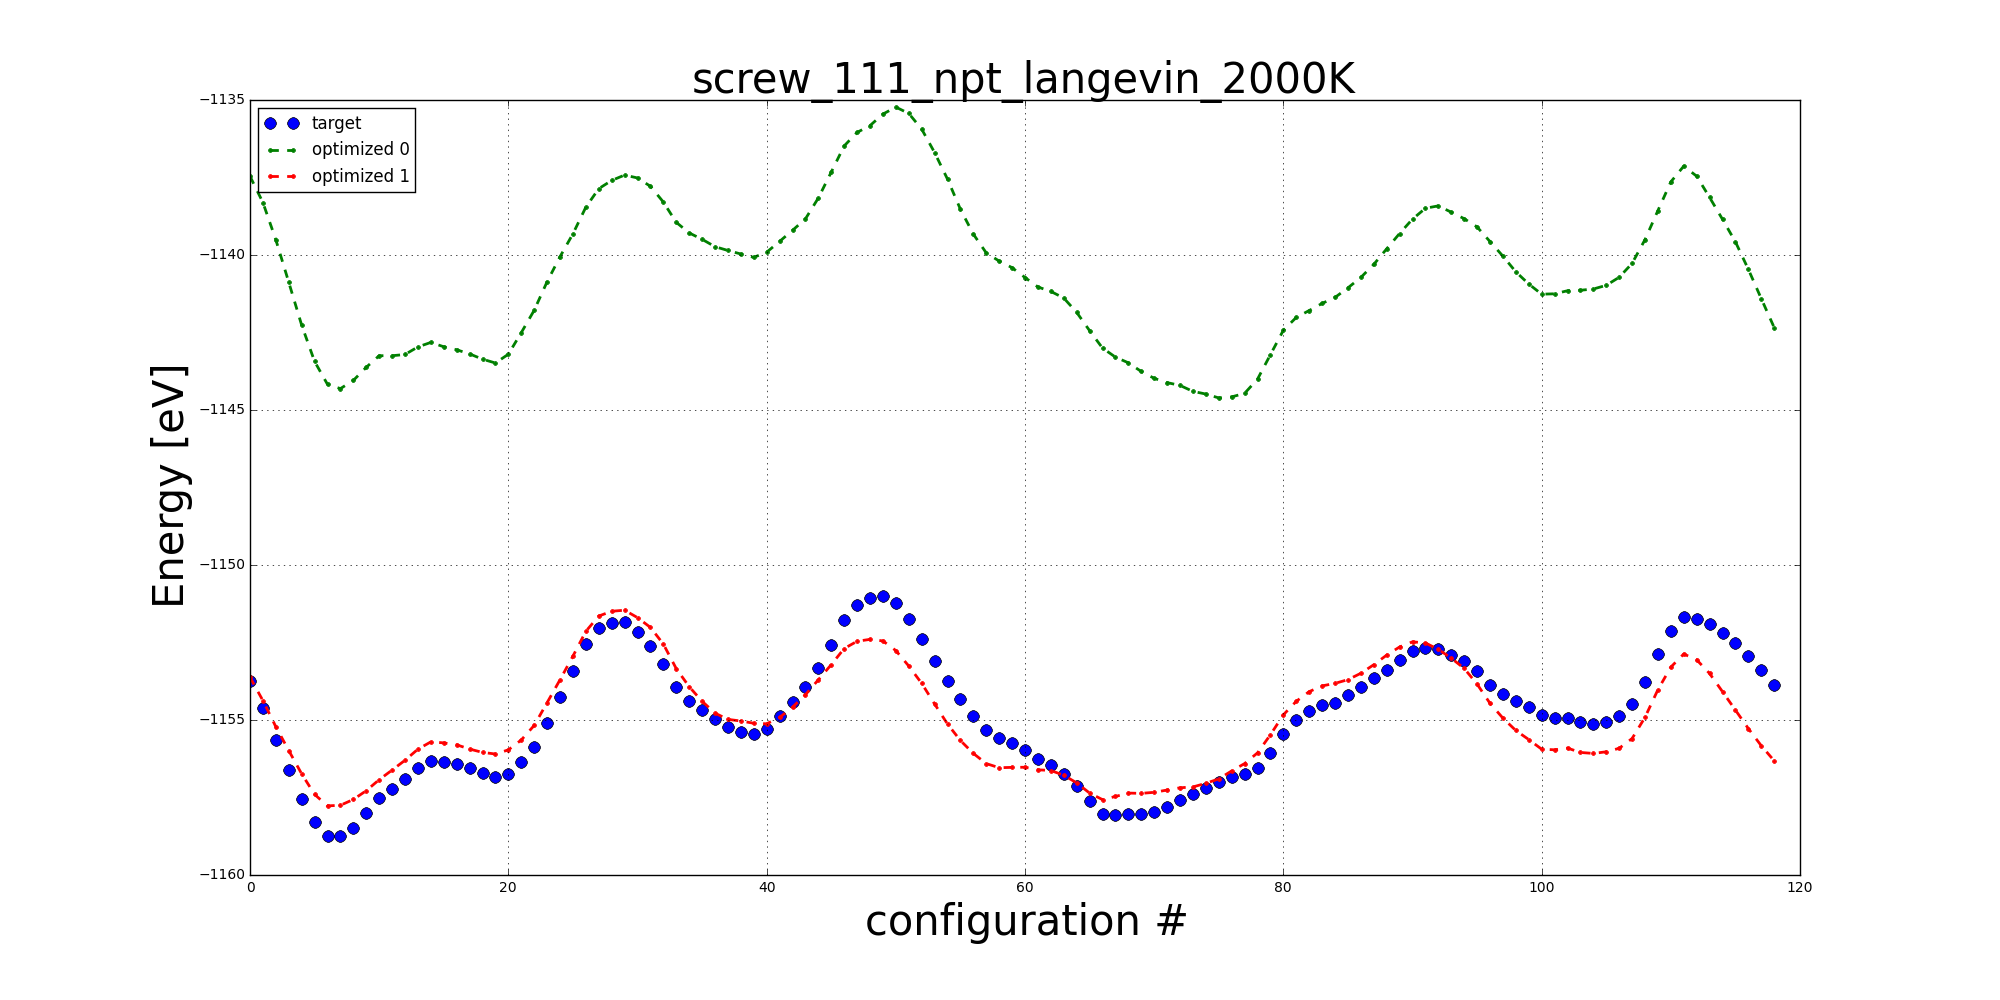 screw_111_npt_langevin_2000K
target
optimized 0
optimized 1
Energy [eV]
−1135
−1140
−1145
−1150
−1155
−1160
0 20 40 60 80 100 120
configuration #